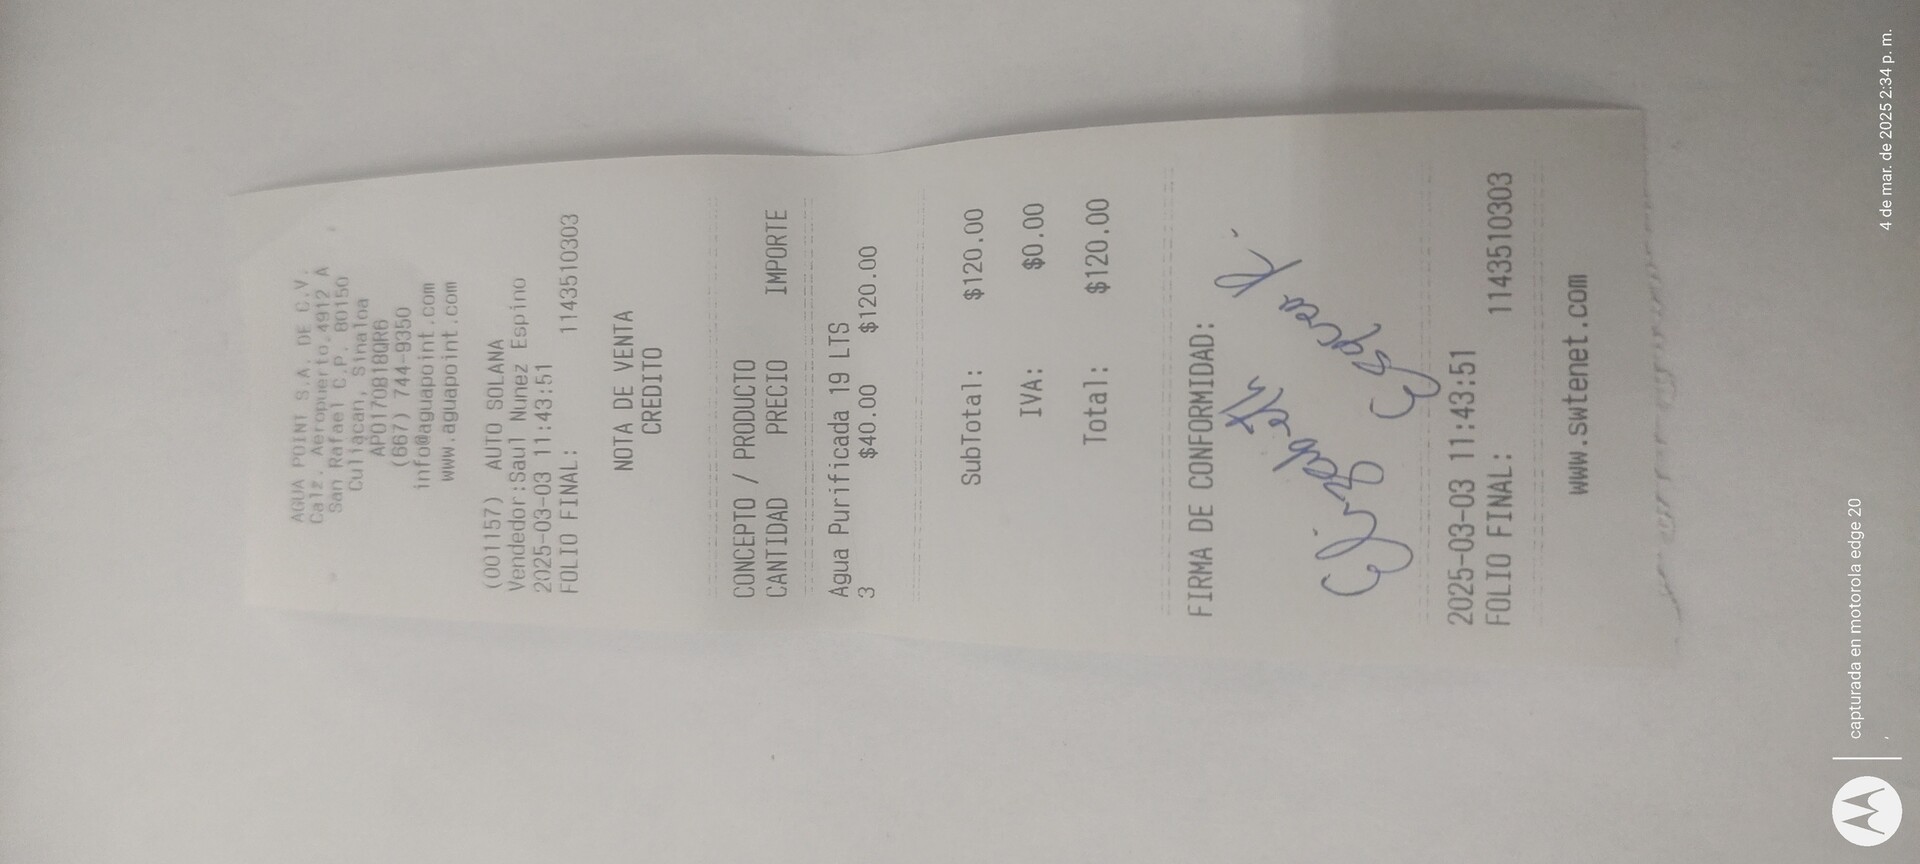 AGUA POINT S.A. DE C.V.
Calz. Aeropuerto,4912 A
San Rafael C.P. 80150
Culiacan, Sinaloa
APO170818QR6
(667) 744-9350
info@aguapoint.com
www.aguapoint.com
(001157) AUTO SOLANA
Vendedor:Saul Nunez Espino
2025-03-03 11:43:51
FOLIO FINAL: 1143510303
NOTA DE VENTA
CREDITO
CONCEPTO / PRODUCTO
CANTIDAD PRECIO IMPORTE
Agua Purificada 19 LTS
3 $40.00 $120.00
SubTotal: $120.00
IVA: $0.00
Total: $120.00
FIRMA DE CONFORMIDAD:
Elizabeth
2025-03-03 11:43:51
FOLIO FINAL: 1143510303
www.swtenet.com
capturada en motorola edge 20
4 de mar. de 2025 2:34 p. m.